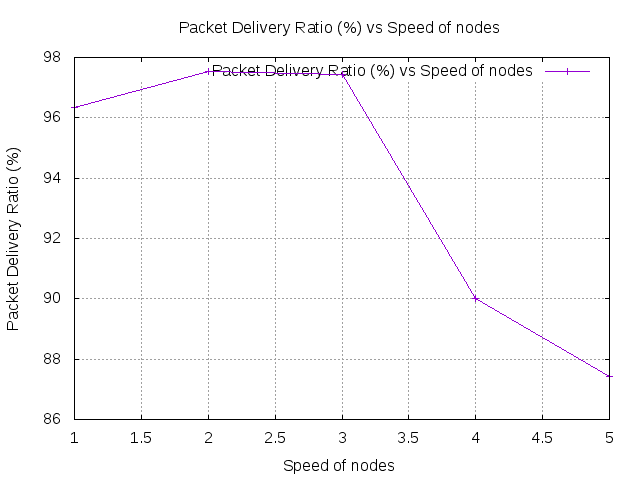 Packet Delivery Ratio (%) vs Speed of nodes
98
Packet Delivery Ratio (%) vs Speed of nodes
96
94
92
90
88
86
Packet Delivery Ratio (%)
1 1.5 2 2.5 3 3.5 4 4.5 5
Speed of nodes